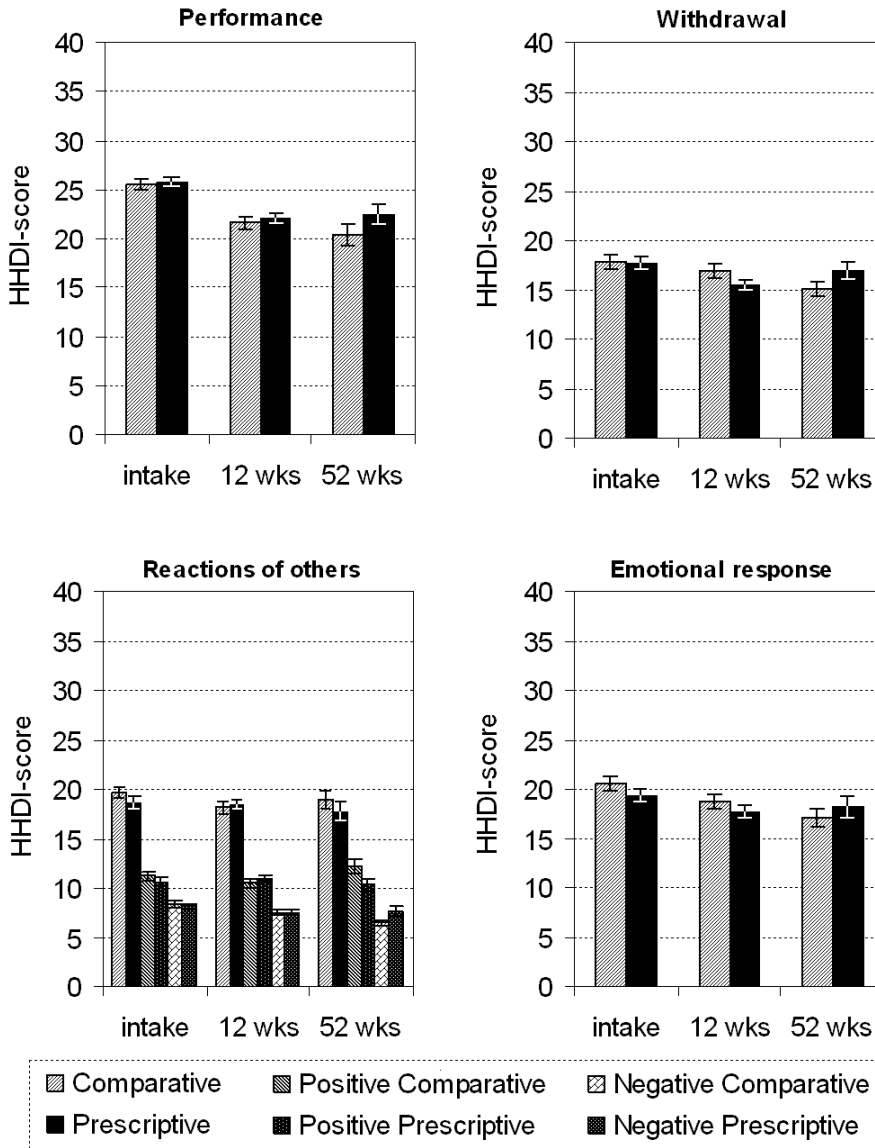 Performance
40
35
30
25
20
15
10
5
0
HHDI-score
intake 12 wks 52 wks
Withdrawal
40
35
30
25
20
15
10
5
0
HHDI-score
intake 12 wks 52 wks
Reactions of others
40
35
30
25
20
15
10
5
0
HHDI-score
intake 12 wks 52 wks
Emotional response
40
35
30
25
20
15
10
5
0
HHDI-score
intake 12 wks 52 wks
Comparative Positive Comparative Negative Comparative
Prescriptive Positive Prescriptive Negative Prescriptive